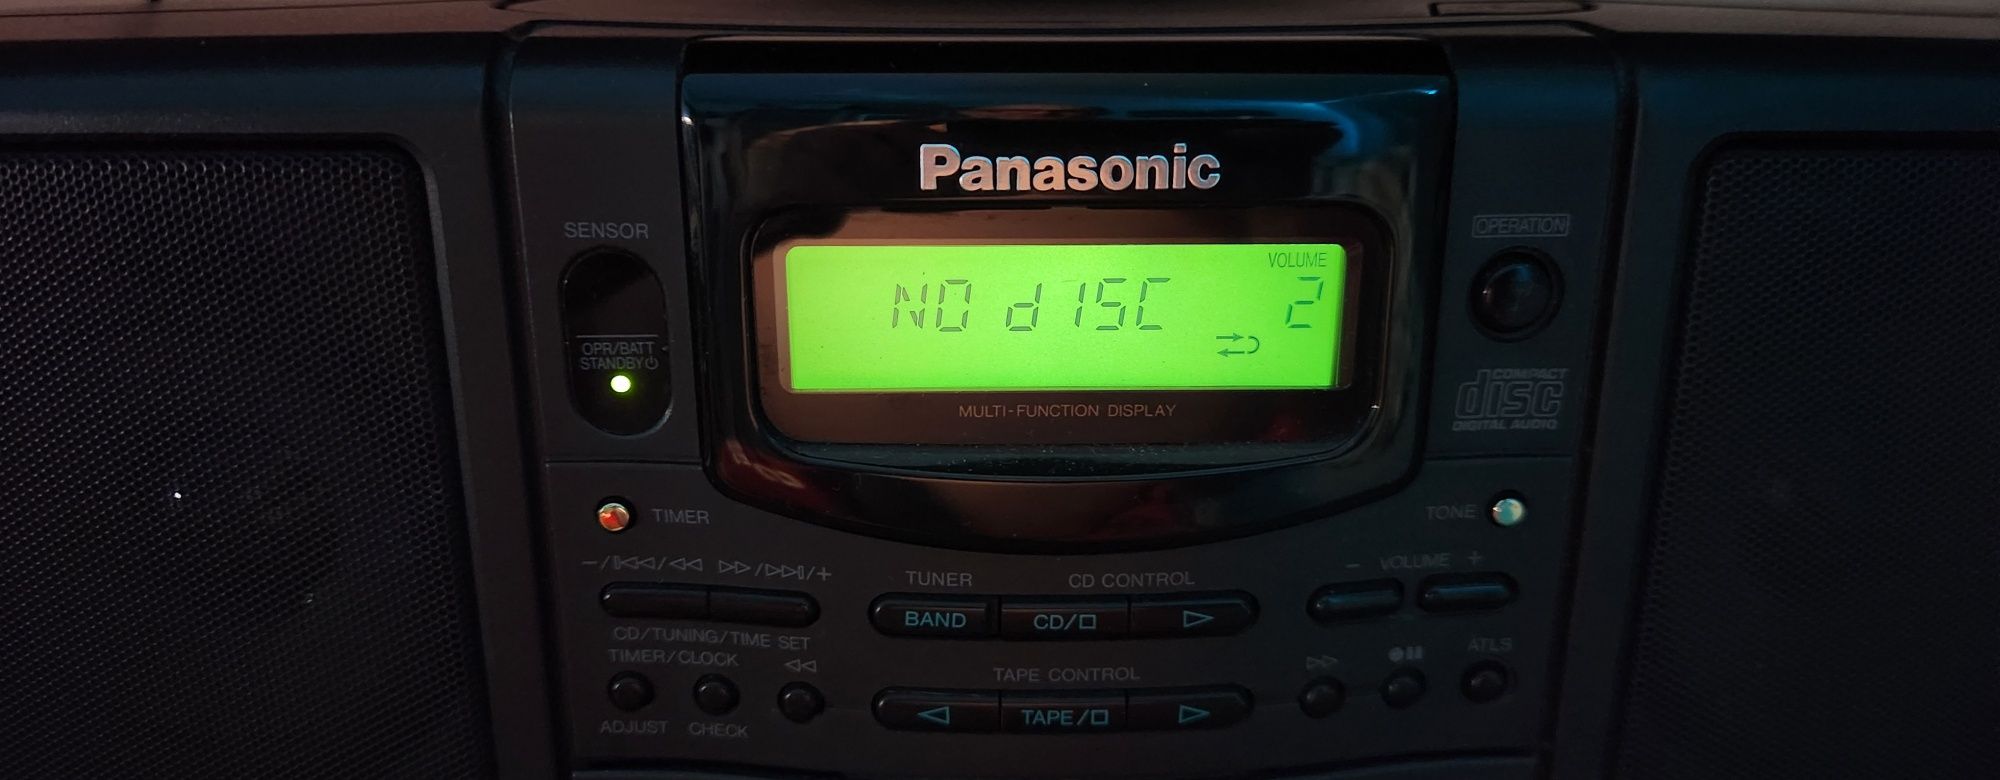 Panasonic
SENSOR
OPERATION
VOLUME
NO dISC 2
OPR/BATT
STANDBY
COMPACT
disc
DIGITAL AUDIO
MULTI-FUNCTION DISPLAY
TIMER
TONE
- VOLUME +
TUNER CD CONTROL
BAND CD/□ ▷
-/|◁◁/◁◁ ▷▷/▷▷|/+
CD/TUNING/TIME SET
TIMER/CLOCK ◁◁
ADJUST CHECK
TAPE CONTROL
◁ TAPE/□ ▷
▷▷ ●▮▮ ATLS